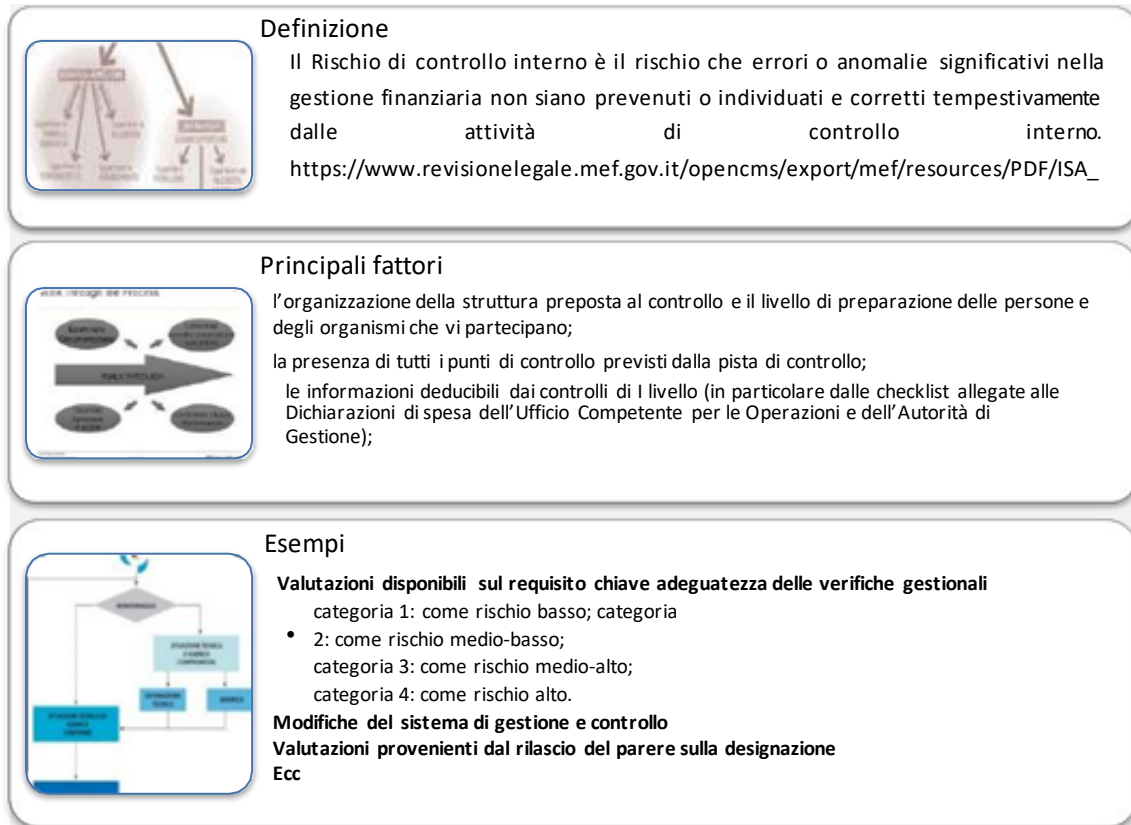 Definizione
Il Rischio di controllo interno è il rischio che errori o anomalie significativi nella
gestione finanziaria non siano prevenuti o individuati e corretti tempestivamente
dalle attività di controllo interno.
https://www.revisionelegale.mef.gov.it/opencms/export/mef/resources/PDF/ISA_
Principali fattori
l'organizzazione della struttura preposta al controllo e il livello di preparazione delle persone e
degli organismi che vi partecipano;
la presenza di tutti i punti di controllo previsti dalla pista di controllo;
le informazioni deducibili dai controlli di I livello (in particolare dalle checklist allegate alle
Dichiarazioni di spesa dell'Ufficio Competente per le Operazioni e dell'Autorità di
Gestione);
Esempi
Valutazioni disponibili sul requisito chiave adeguatezza delle verifiche gestionali
categoria 1: come rischio basso; categoria
• 2: come rischio medio-basso;
categoria 3: come rischio medio-alto;
categoria 4: come rischio alto.
Modifiche del sistema di gestione e controllo
Valutazioni provenienti dal rilascio del parere sulla designazione
Ecc